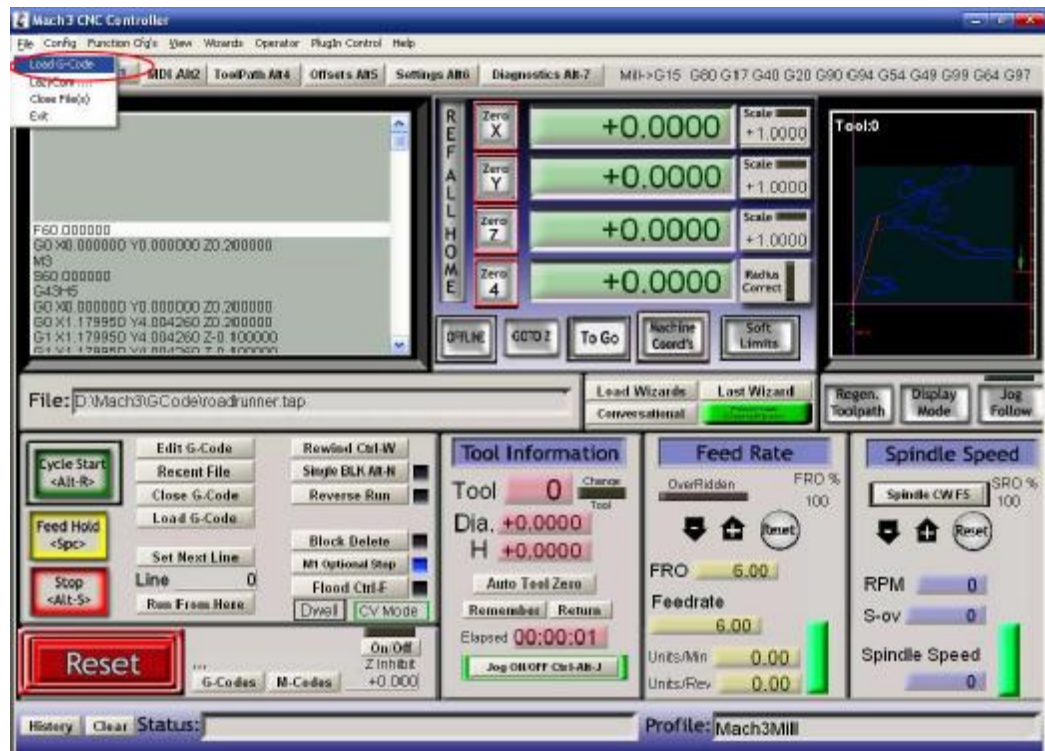 Mach3 CNC Controller
File Config Function Cfg's View Wizards Operator PlugIn Control Help
Load G-Code
MDI Alt2 ToolPath Alt4 Offsets Alt5 Settings Alt6 Diagnostics Alt-7 Mill->G15 G80 G17 G40 G20 G90 G94 G54 G49 G99 G64 G97
Close File(s)
Exit
REF ALL HOME
Zero X +0.0000 Scale +1.0000
Zero Y +0.0000 Scale +1.0000
Zero Z +0.0000 Scale +1.0000
Zero 4 +0.0000 Radius Correct
Tool:0
F60.000000
G0 X0.000000 Y0.000000 Z0.200000
M3
S60.000000
G43H5
G0 X0.000000 Y0.000000 Z0.200000
G0 X1.179950 Y4.004260 Z0.200000
G1 X1.179950 Y4.004260 Z-0.100000
OFFLINE GOTO Z To Go Machine Coord's Soft Limits
File: D:\Mach3\GCode\roadrunner.tap
Load Wizards Last Wizard
Conversational
Regen. Toolpath Display Mode Jog Follow
Cycle Start <Alt-R>
Feed Hold <Spc>
Stop <Alt-S>
Edit G-Code Rewind Ctrl-W
Recent File Single BLK Alt-N
Close G-Code Reverse Run
Load G-Code
Block Delete
Set Next Line M1 Optional Stop
Line 0 Flood Ctrl-F
Run From Here Dwell CV Mode
Reset
G-Codes M-Codes
On/Off
Z Inhibit
+0.000
Tool Information
Tool 0 Change Tool
Dia. +0.0000
H +0.0000
Auto Tool Zero
Remember Return
Elapsed 00:00:01
Jog ON/OFF Ctrl-Alt-J
Feed Rate
OverRidden FRO % 100
Reset
FRO 6.00
Feedrate
6.00
Units/Min 0.00
Units/Rev 0.00
Spindle Speed
Spindle CW F5 SRO % 100
Reset
RPM 0
S-ov 0
Spindle Speed
0
History Clear Status: Profile: Mach3Mill